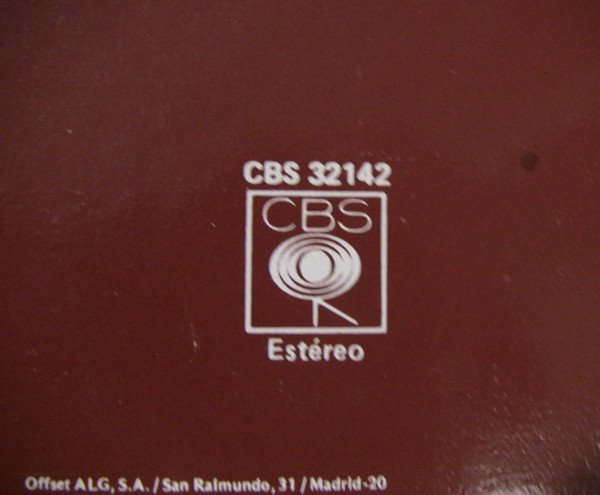 CBS 32142
CBS
Estéreo
Offset ALG, S.A. / San Raimundo, 31 / Madrid-20